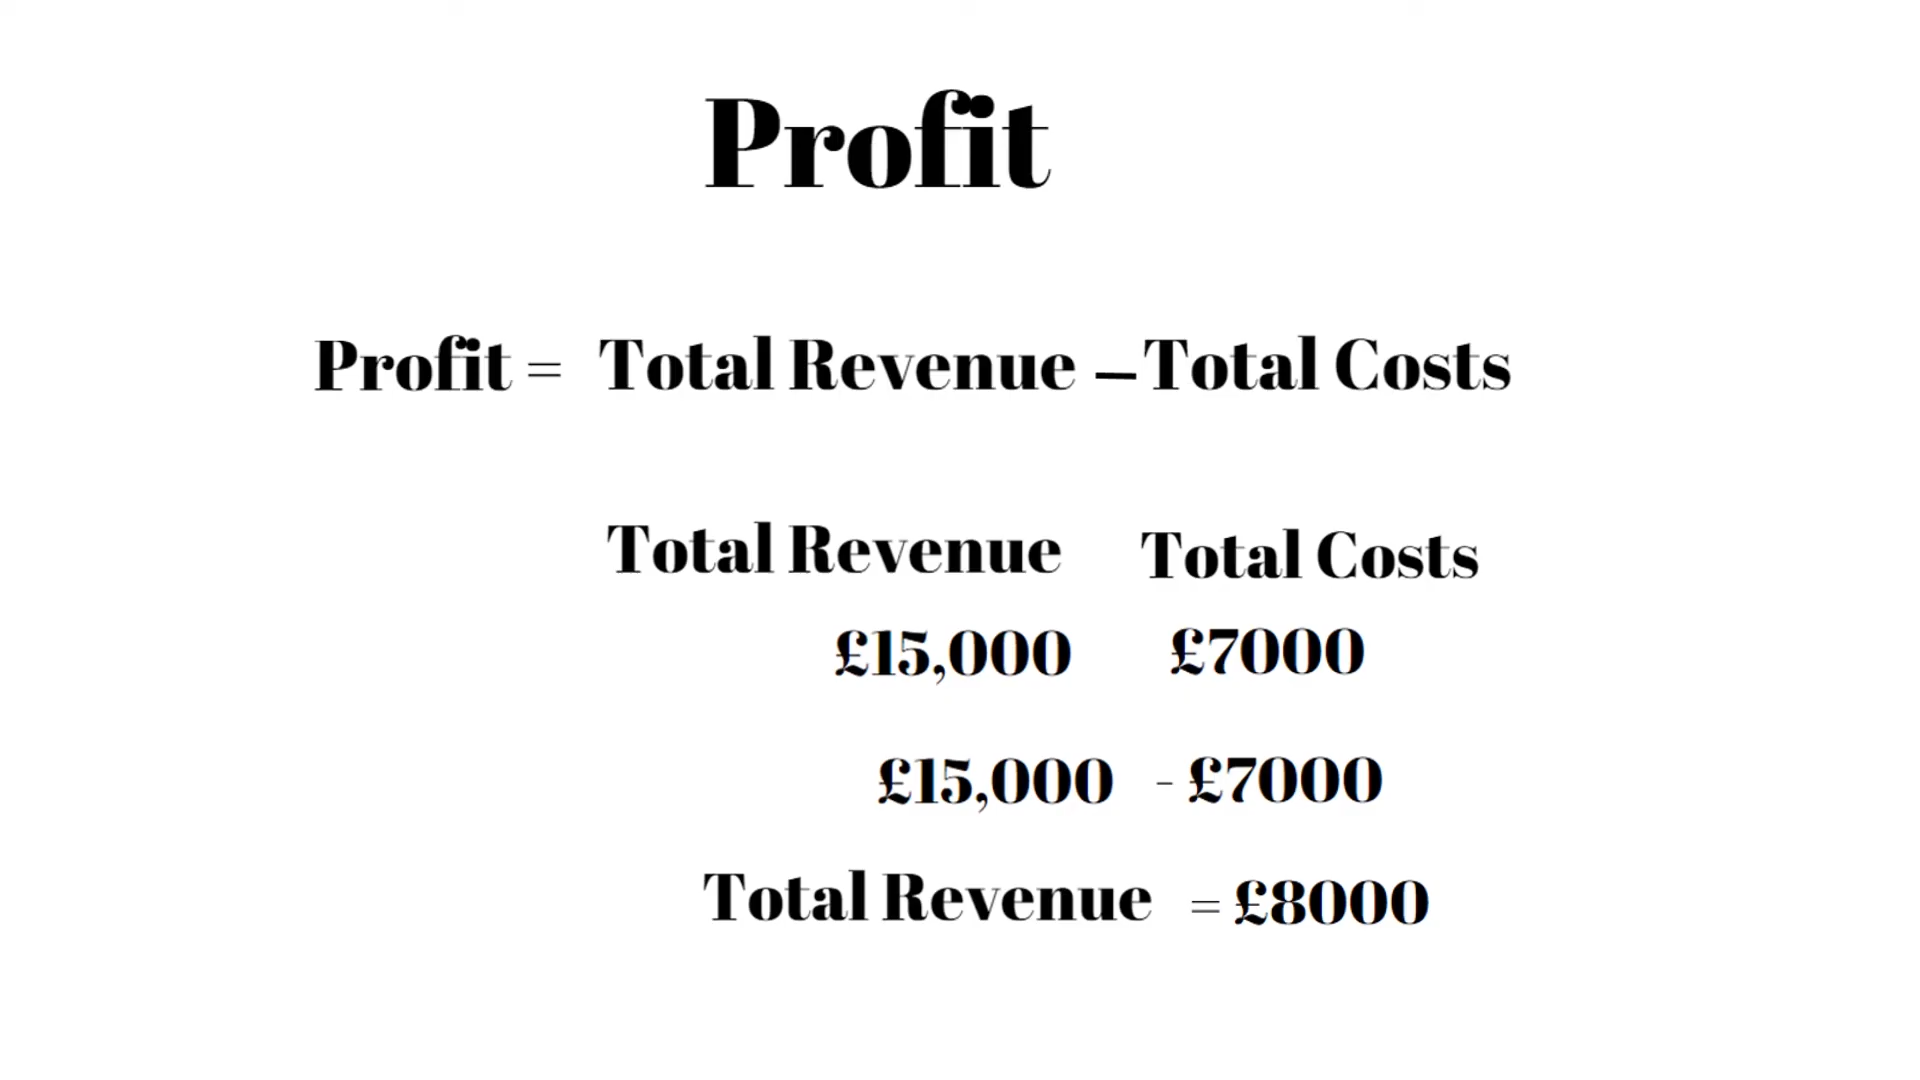 Profit
Profit = Total Revenue – Total Costs
Total Revenue Total Costs
£15,000 £7000
£15,000 - £7000
Total Revenue = £8000